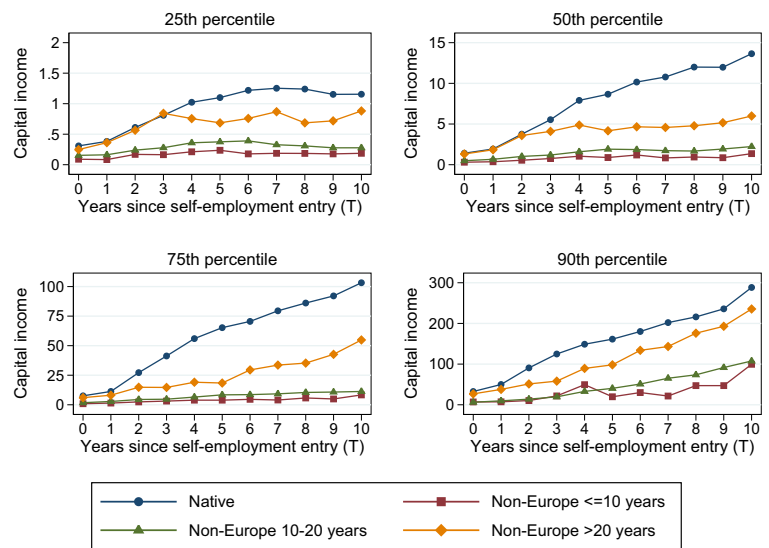 25th percentile
Capital income
2
1.5
1
.5
0
0 1 2 3 4 5 6 7 8 9 10
Years since self-employment entry (T)
50th percentile
Capital income
15
10
5
0
0 1 2 3 4 5 6 7 8 9 10
Years since self-employment entry (T)
75th percentile
Capital income
100
75
50
25
0
0 1 2 3 4 5 6 7 8 9 10
Years since self-employment entry (T)
90th percentile
Capital income
300
200
100
0
0 1 2 3 4 5 6 7 8 9 10
Years since self-employment entry (T)
Native
Non-Europe <=10 years
Non-Europe 10-20 years
Non-Europe >20 years